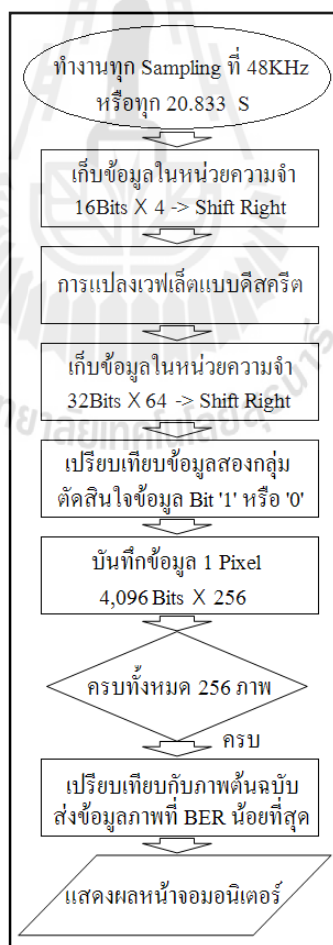 ทำงานทุก Sampling ที่ 48KHz
หรือทุก 20.833 S
เก็บข้อมูลในหน่วยความจำ
16Bits X 4 -> Shift Right
การแปลงเวฟเล็ตแบบดีสครีต
เก็บข้อมูลในหน่วยความจำ
32Bits X 64 -> Shift Right
เปรียบเทียบข้อมูลสองกลุ่ม
ตัดสินใจข้อมูล Bit '1' หรือ '0'
บันทึกข้อมูล 1 Pixel
4,096 Bits X 256
ครบทั้งหมด 256 ภาพ
ครบ
เปรียบเทียบกับภาพต้นฉบับ
ส่งข้อมูลภาพที่ BER น้อยที่สุด
แสดงผลหน้าจอมอนิเตอร์